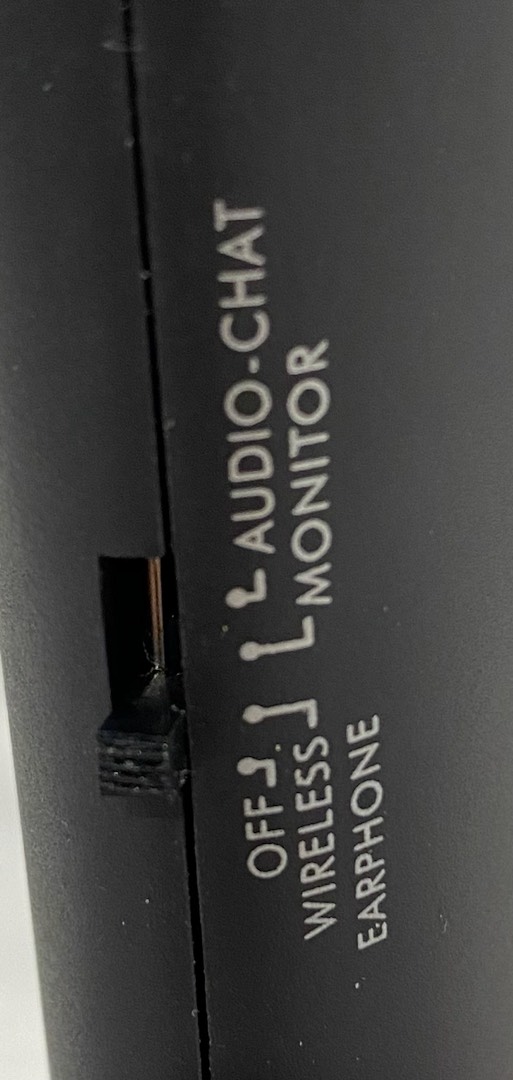 AUDIO-CHAT
MONITOR
OFF
WIRELESS
EARPHONE